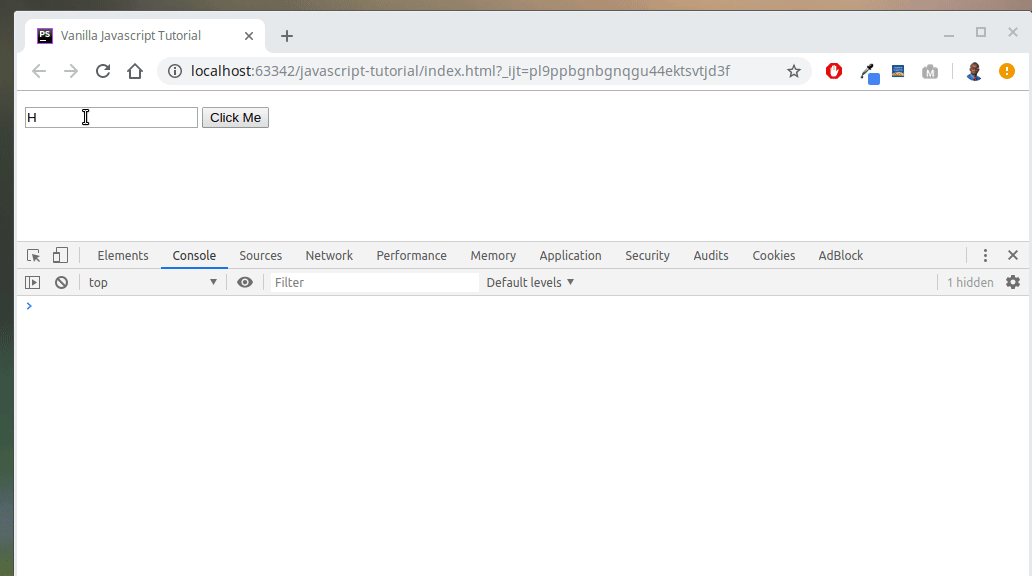 PS Vanilla Javascript Tutorial
localhost:63342/javascript-tutorial/index.html?_ijt=pl9ppbgnbgnqgu44ektsvtjd3f
M
H Click Me
Elements Console Sources Network Performance Memory Application Security Audits Cookies AdBlock
top Filter Default levels 1 hidden